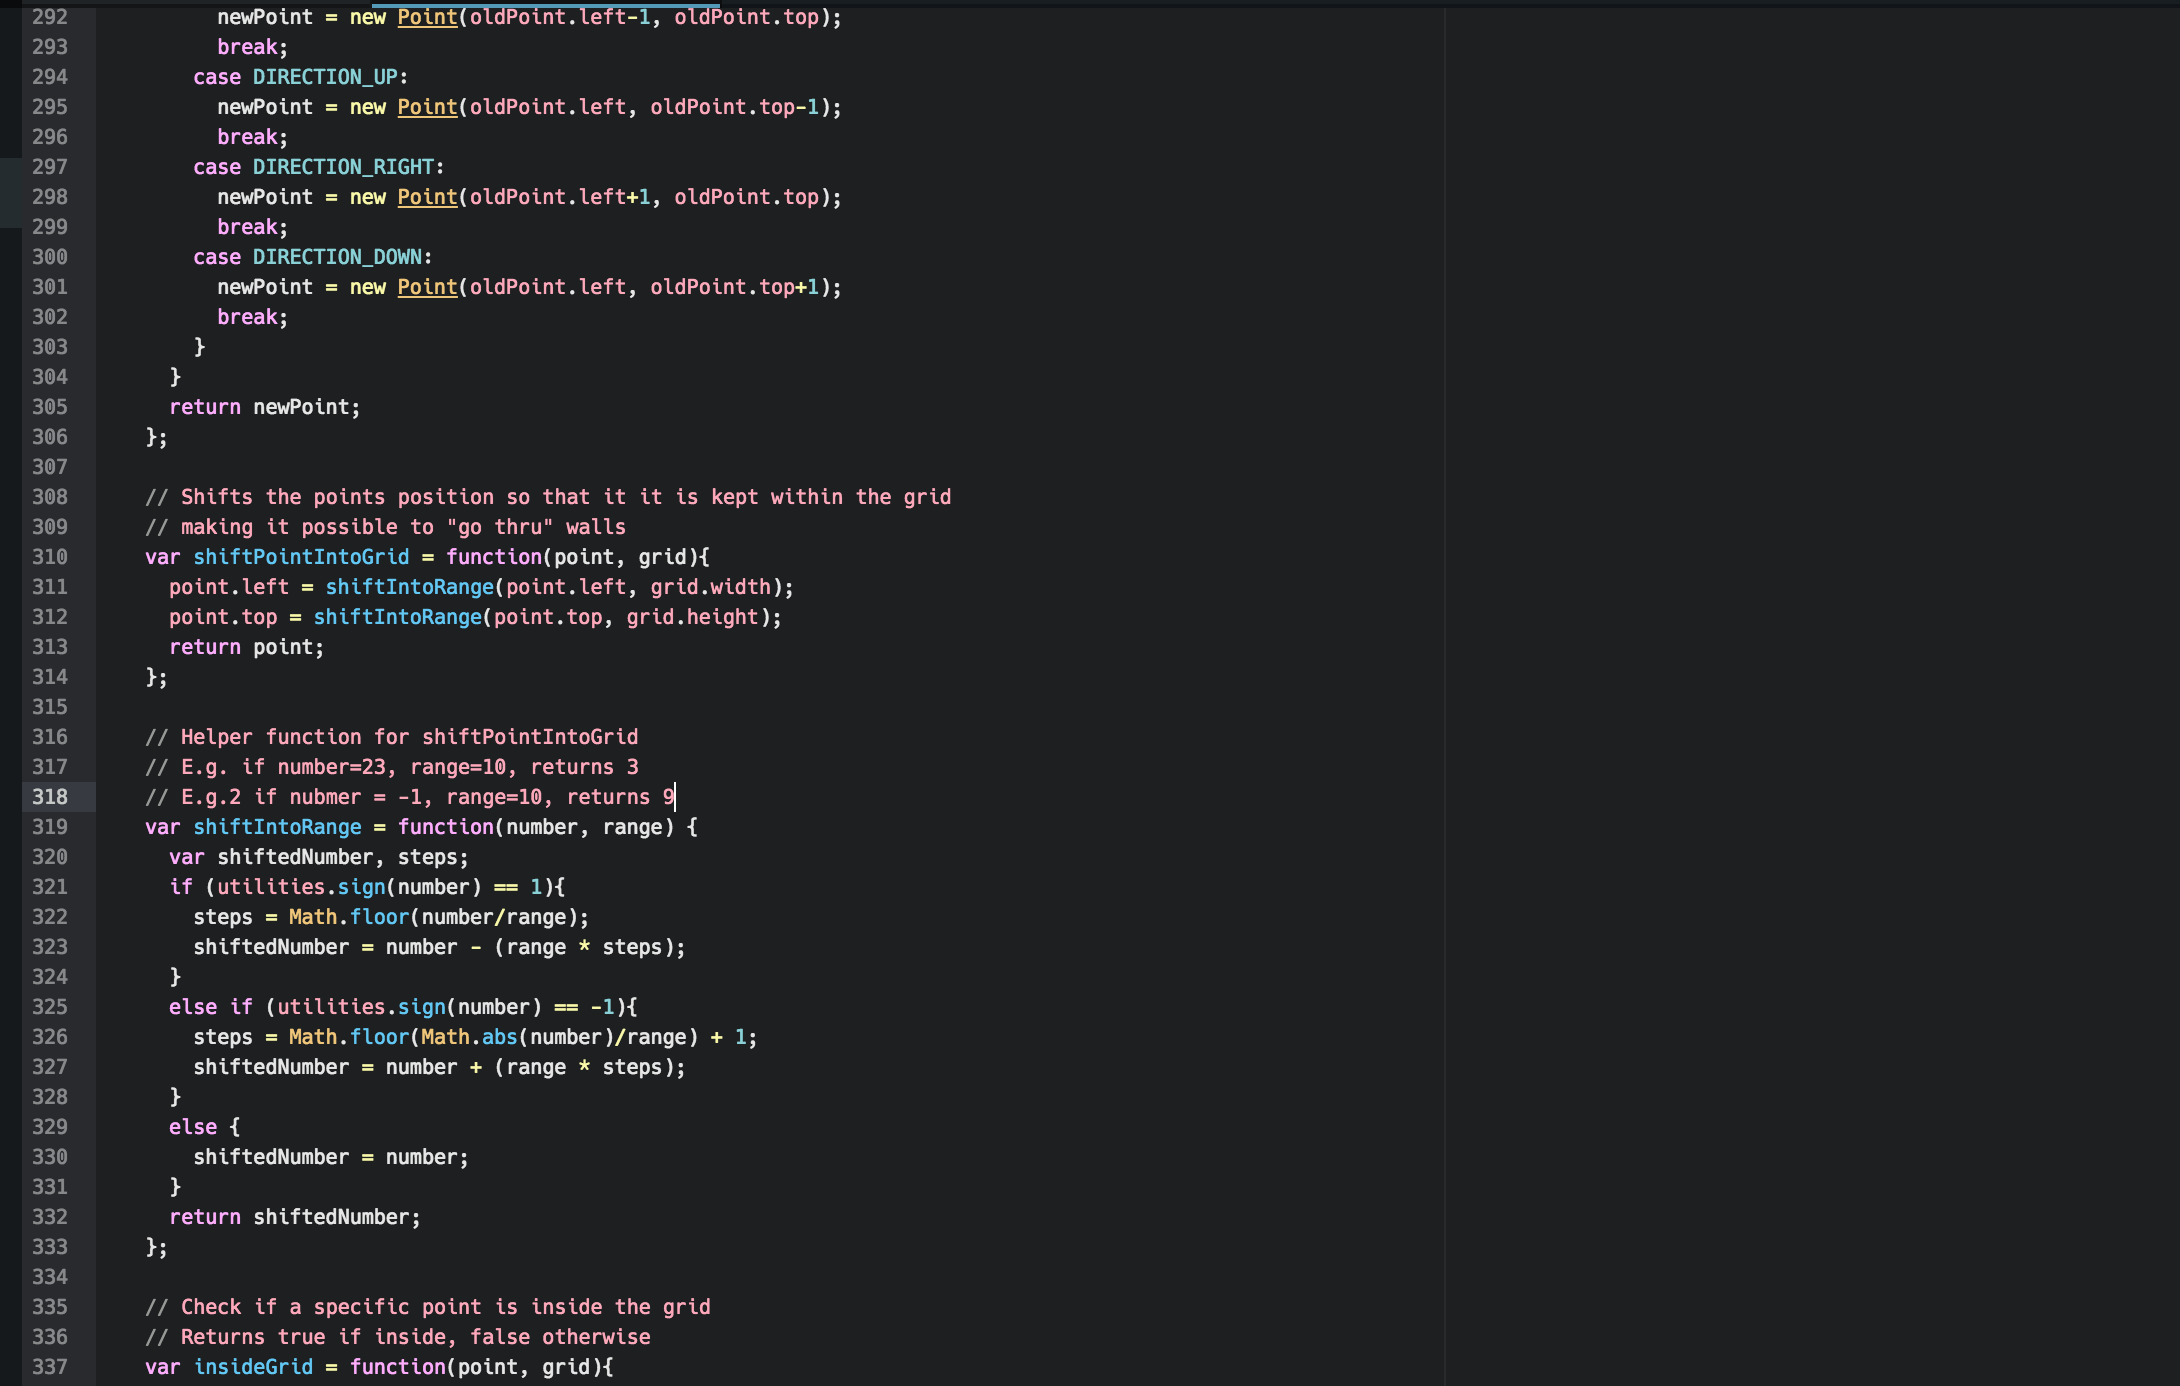 292 newPoint = new Point(oldPoint.left-1, oldPoint.top);
293 break;
294 case DIRECTION_UP:
295 newPoint = new Point(oldPoint.left, oldPoint.top-1);
296 break;
297 case DIRECTION_RIGHT:
298 newPoint = new Point(oldPoint.left+1, oldPoint.top);
299 break;
300 case DIRECTION_DOWN:
301 newPoint = new Point(oldPoint.left, oldPoint.top+1);
302 break;
303 }
304 }
305 return newPoint;
306 };
307
308 // Shifts the points position so that it it is kept within the grid
309 // making it possible to "go thru" walls
310 var shiftPointIntoGrid = function(point, grid){
311 point.left = shiftIntoRange(point.left, grid.width);
312 point.top = shiftIntoRange(point.top, grid.height);
313 return point;
314 };
315
316 // Helper function for shiftPointIntoGrid
317 // E.g. if number=23, range=10, returns 3
318 // E.g.2 if nubmer = -1, range=10, returns 9
319 var shiftIntoRange = function(number, range) {
320 var shiftedNumber, steps;
321 if (utilities.sign(number) == 1){
322 steps = Math.floor(number/range);
323 shiftedNumber = number - (range * steps);
324 }
325 else if (utilities.sign(number) == -1){
326 steps = Math.floor(Math.abs(number)/range) + 1;
327 shiftedNumber = number + (range * steps);
328 }
329 else {
330 shiftedNumber = number;
331 }
332 return shiftedNumber;
333 };
334
335 // Check if a specific point is inside the grid
336 // Returns true if inside, false otherwise
337 var insideGrid = function(point, grid){